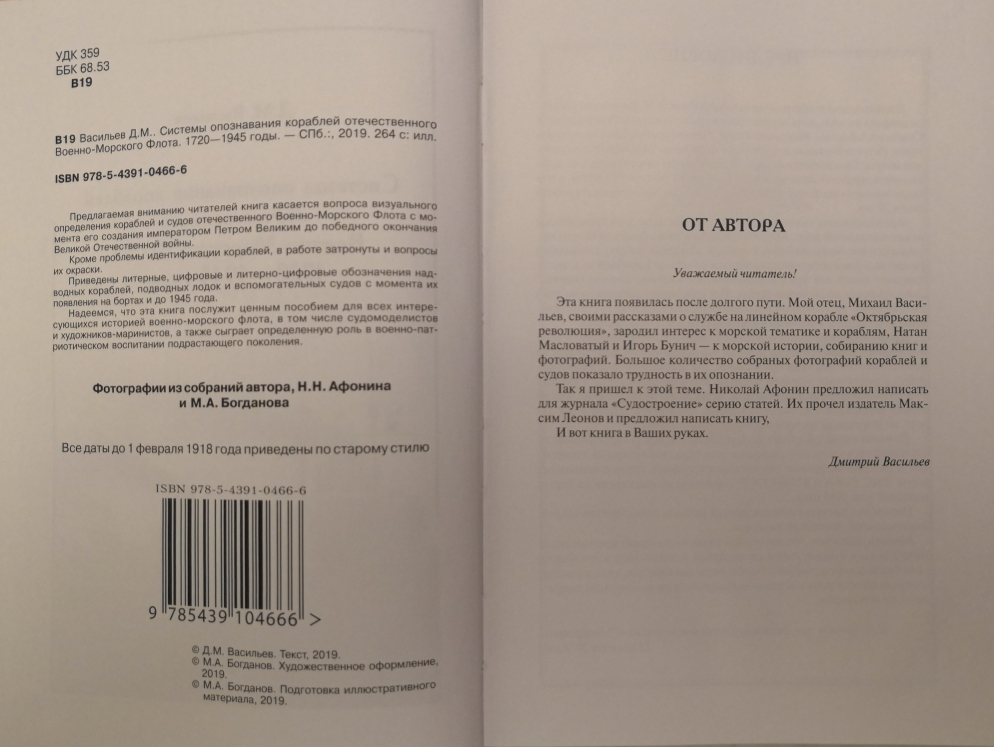 УДК 359
ББК 68.53
В19
В19 Васильев Д.М.. Системы опознавания кораблей отечественного
Военно-Морского Флота. 1720—1945 годы. — СПб.:, 2019. 264 с: илл.
ISBN 978-5-4391-0466-6
Предлагаемая вниманию читателей книга касается вопроса визуального
определения кораблей и судов отечественного Военно-Морского Флота с мо-
мента его создания императором Петром Великим до победного окончания
Великой Отечественной войны.
Кроме проблемы идентификации кораблей, в работе затронуты и вопросы
их окраски.
Приведены литерные, цифровые и литерно-цифровые обозначения над-
водных кораблей, подводных лодок и вспомогательных судов с момента их
появления на бортах и до 1945 года.
Надеемся, что эта книга послужит ценным пособием для всех интере-
сующихся историей военно-морского флота, в том числе судомоделистов
и художников-маринистов, а также сыграет определенную роль в военно-пат-
риотическом воспитании подрастающего поколения.
Фотографии из собраний автора, Н.Н. Афонина
и М.А. Богданова
Все даты до 1 февраля 1918 года приведены по старому стилю
ISBN 978-5-4391-0466-6
9 785439 104666 >
© Д.М. Васильев. Текст, 2019.
© М.А. Богданов. Художественное оформление,
2019.
© М.А. Богданов. Подготовка иллюстративного
материала, 2019.
ОТ АВТОРА
Уважаемый читатель!
Эта книга появилась после долгого пути. Мой отец, Михаил Васи-
льев, своими рассказами о службе на линейном корабле «Октябрьская
революция», зародил интерес к морской тематике и кораблям, Натан
Масловатый и Игорь Бунич — к морской истории, собиранию книг и
фотографий. Большое количество собраных фотографий кораблей и
судов показало трудность в их опознании.
Так я пришел к этой теме. Николай Афонин предложил написать
для журнала «Судостроение» серию статей. Их прочел издатель Мак-
сим Леонов и предложил написать книгу,
И вот книга в Ваших руках.
Дмитрий Васильев